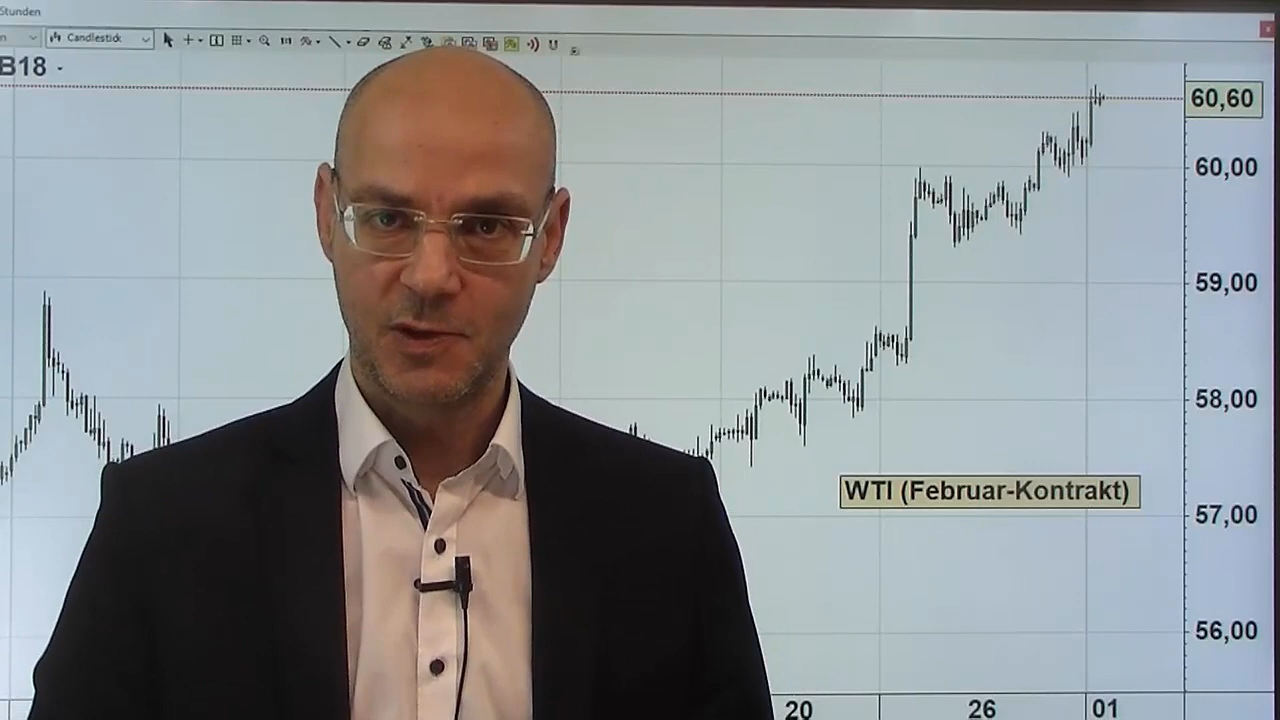 Stunden
n
Candlestick
B18
60,60
60,00
59,00
58,00
WTI (Februar-Kontrakt)
57,00
56,00
20
26
01